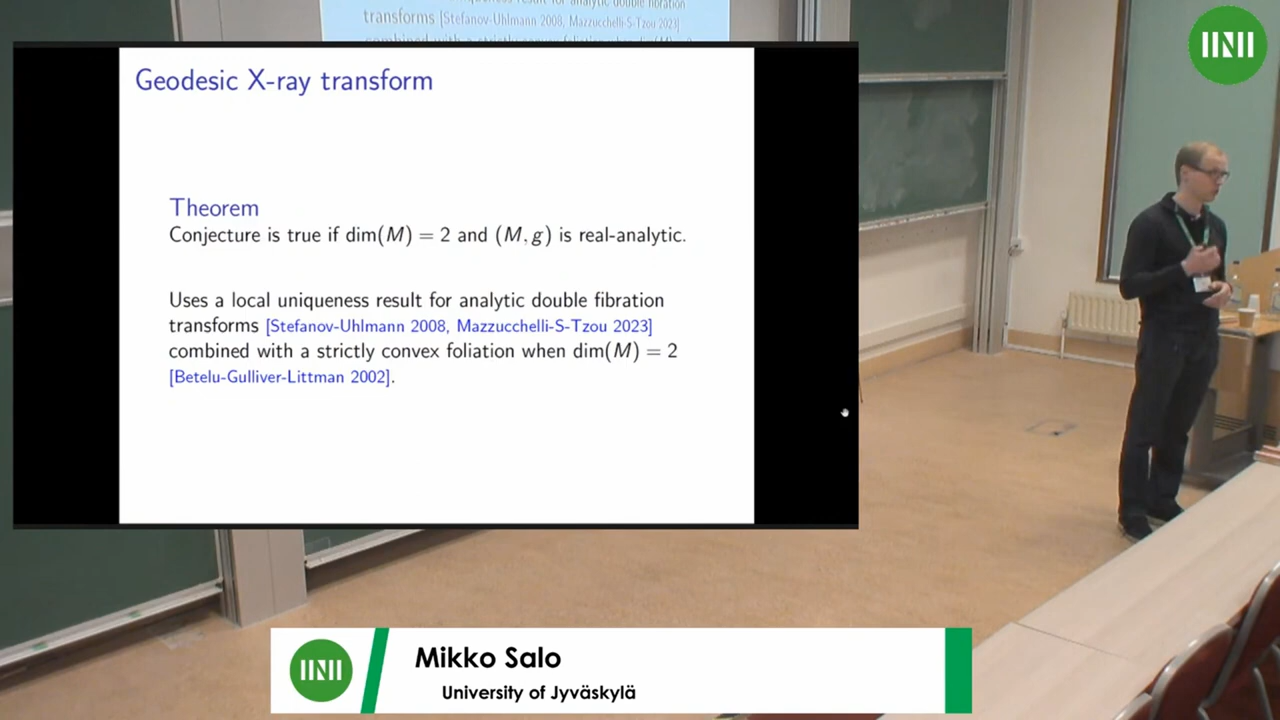 transforms [Stefanov-Uhlmann 2008, Mazzucchelli-S-Tzou 2023]
Geodesic X-ray transform
Theorem
Conjecture is true if dim(M) = 2 and (M, g) is real-analytic.
Uses a local uniqueness result for analytic double fibration
transforms [Stefanov-Uhlmann 2008, Mazzucchelli-S-Tzou 2023]
combined with a strictly convex foliation when dim(M) = 2
[Betelu-Gulliver-Littman 2002].
Mikko Salo
University of Jyväskylä